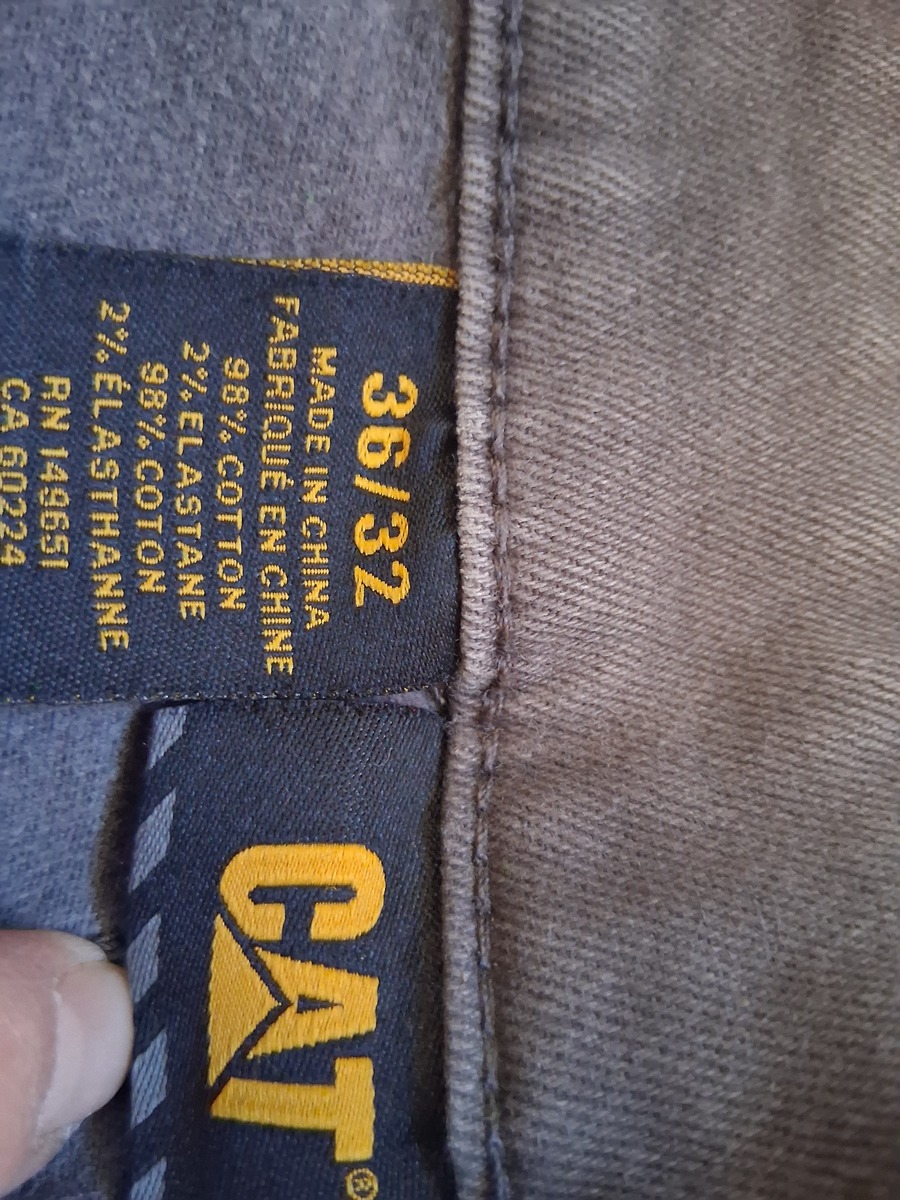 36/32
MADE IN CHINA
FABRIQUÉ EN CHINE
98% COTTON
2% ELASTANE
98% COTON
2% ÉLASTHANNE
RN 149651
CA 60224
CAT®